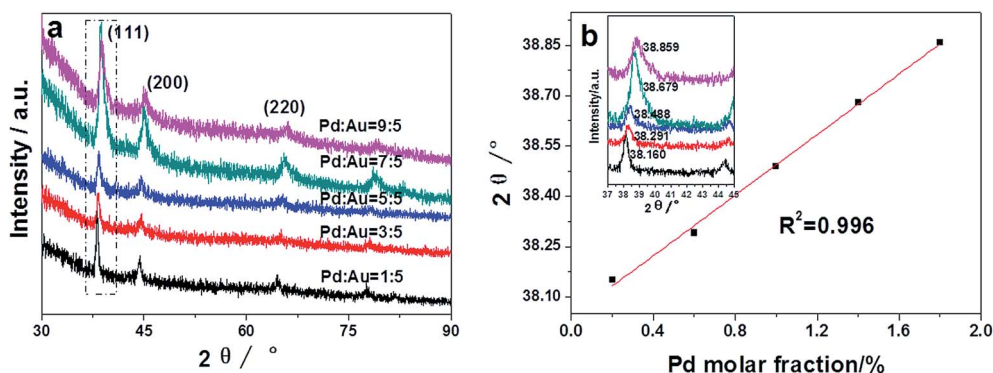 a
(111)
(200)
(220)
Pd:Au=9:5
Pd:Au=7:5
Pd:Au=5:5
Pd:Au=3:5
Pd:Au=1:5
Intensity / a.u.
30 45 60 75 90
2 θ / °
b
38.859
38.679
38.488
38.291
38.160
Intensity/a.u.
37 38 39 40 41 42 43 44 45
2 θ / °
R²=0.996
38.85
38.70
38.55
38.40
38.25
38.10
2 θ / °
0.0 0.4 0.8 1.2 1.6 2.0
Pd molar fraction/%